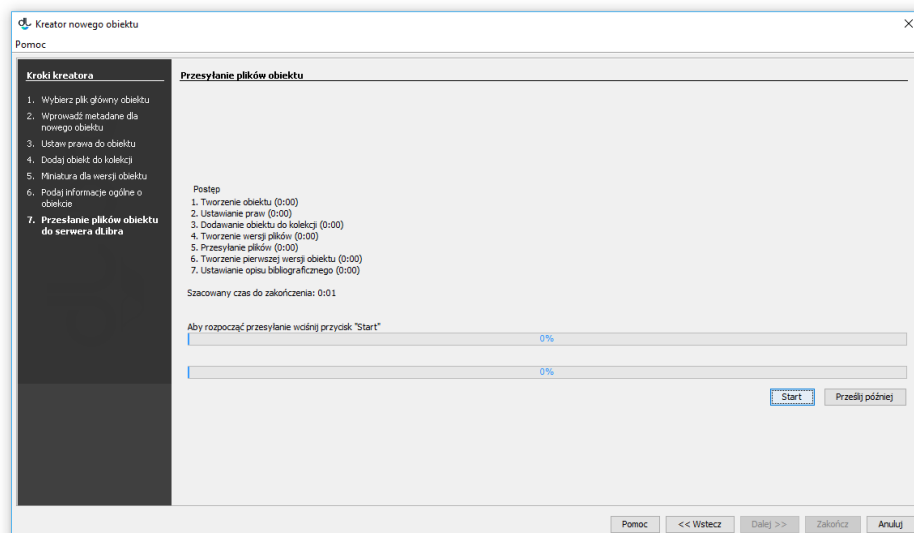 dL Kreator nowego obiektu
Pomoc
Kroki kreatora
1. Wybierz plik główny obiektu
2. Wprowadź metadane dla
nowego obiektu
3. Ustaw prawa do obiektu
4. Dodaj obiekt do kolekcji
5. Miniatura dla wersji obiektu
6. Podaj informacje ogólne o
obiekcie
7. Przesłanie plików obiektu
do serwera dLibra
Przesyłanie plików obiektu
Postęp
1. Tworzenie obiektu (0:00)
2. Ustawianie praw (0:00)
3. Dodawanie obiektu do kolekcji (0:00)
4. Tworzenie wersji plików (0:00)
5. Przesyłanie plików (0:00)
6. Tworzenie pierwszej wersji obiektu (0:00)
7. Ustawianie opisu bibliograficznego (0:00)
Szacowany czas do zakończenia: 0:01
Aby rozpocząć przesyłanie wciśnij przycisk "Start"
0%
0%
Start Prześlij później
Pomoc << Wstecz Dalej >> Zakończ Anuluj